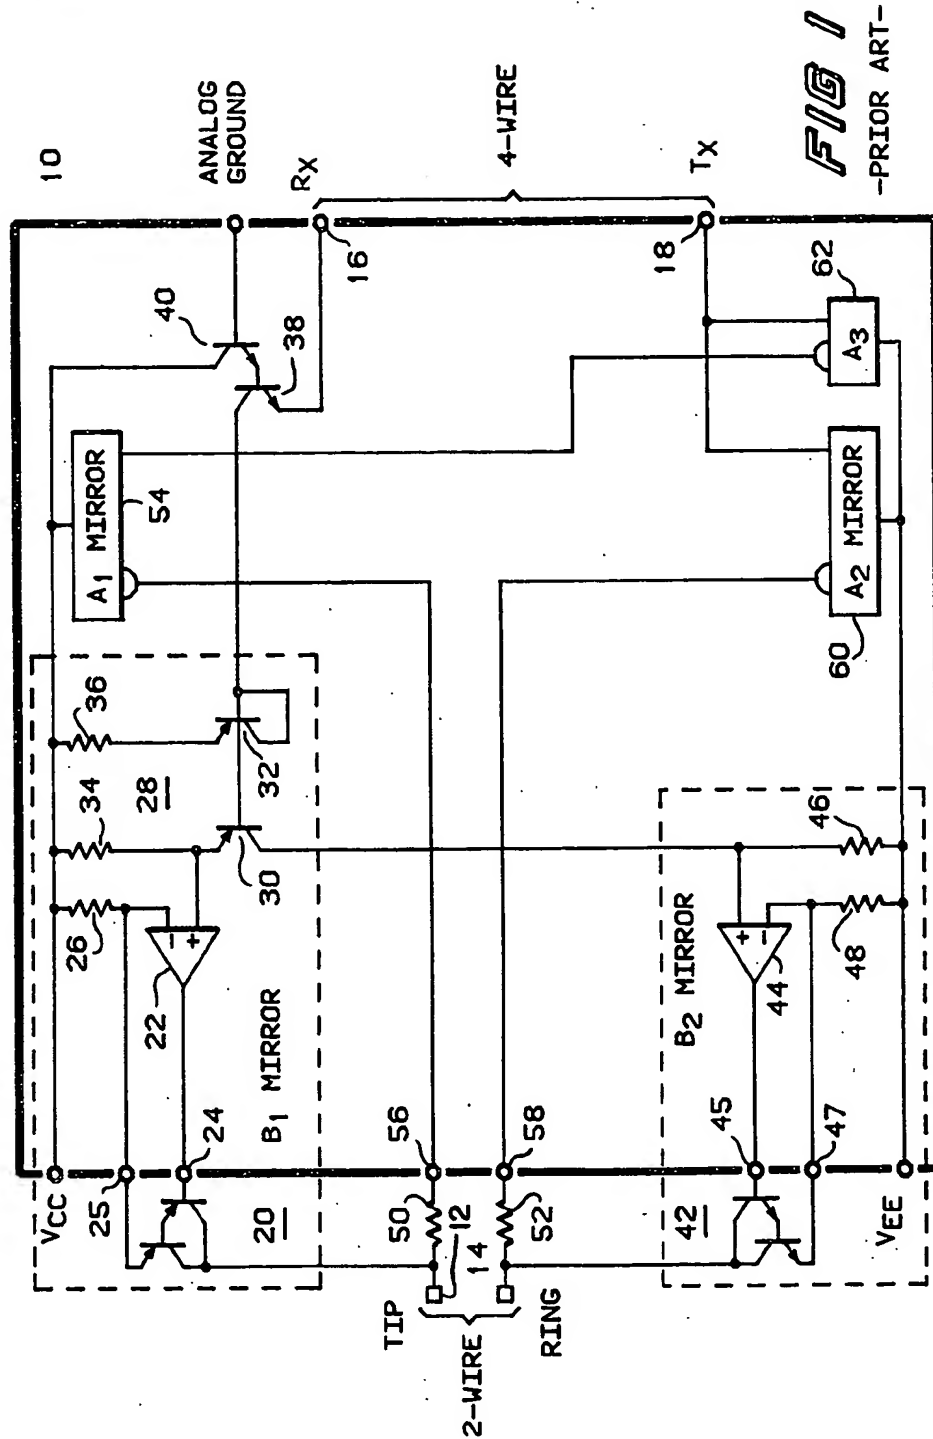 10
VCC
36
34
28
26
32
30
22
25
24
20
B1 MIRROR
A1 MIRROR
54
40
38
ANALOG
GROUND
RX
16
4-WIRE
TX
18
TIP
2-WIRE
RING
12
14
50
52
56
58
A2 MIRROR
60
A3
62
B2 MIRROR
44
45
47
42
46
48
VEE
- +
+ -
FIG 1
-PRIOR ART-